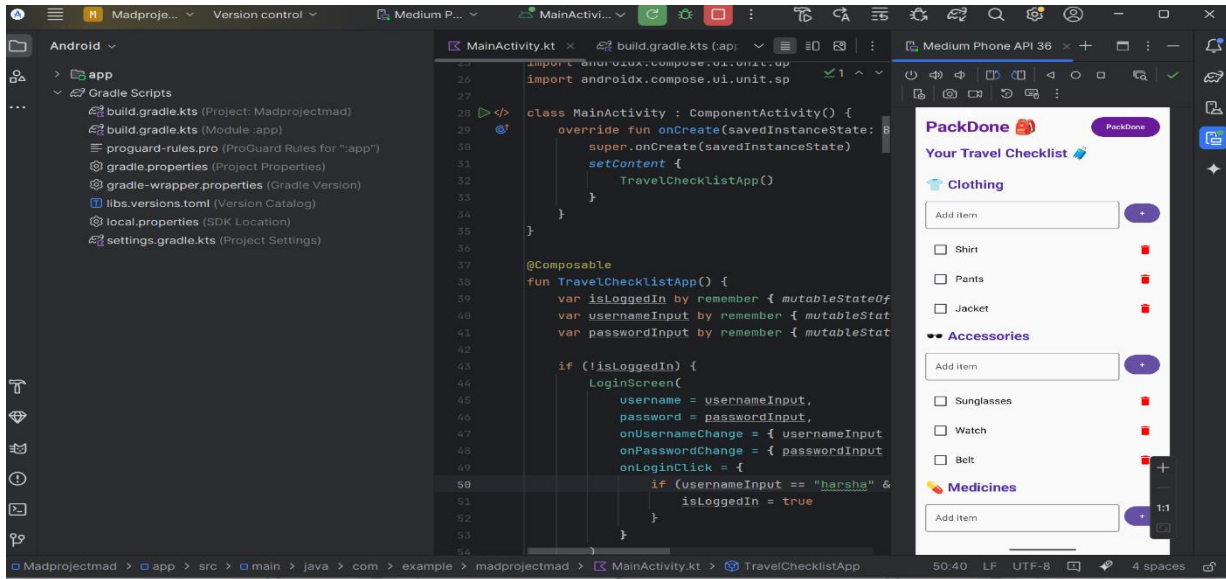 M Madproje... Version control Medium P... MainActivi...
Android
app
Gradle Scripts
build.gradle.kts (Project: Madprojectmad)
build.gradle.kts (Module :app)
proguard-rules.pro (ProGuard Rules for ":app")
gradle.properties (Project Properties)
gradle-wrapper.properties (Gradle Version)
libs.versions.toml (Version Catalog)
local.properties (SDK Location)
settings.gradle.kts (Project Settings)
MainActivity.kt build.gradle.kts (:app
25 import androidx.compose.ui.unit.dp
26 import androidx.compose.ui.unit.sp 1
27
28 class MainActivity : ComponentActivity() {
29 override fun onCreate(savedInstanceState: B
30 super.onCreate(savedInstanceState)
31 setContent {
32 TravelChecklistApp()
33 }
34 }
35 }
36
37 @Composable
38 fun TravelChecklistApp() {
39 var isLoggedIn by remember { mutableStateOf
40 var usernameInput by remember { mutableStat
41 var passwordInput by remember { mutableStat
42
43 if (!isLoggedIn) {
44 LoginScreen(
45 username = usernameInput,
46 password = passwordInput,
47 onUsernameChange = { usernameInput
48 onPasswordChange = { passwordInput
49 onLoginClick = {
50 if (usernameInput == "harsha" &
51 isLoggedIn = true
52 }
53 }
54 )
Medium Phone API 36
PackDone 🎒 PackDone
Your Travel Checklist 🧳
👕 Clothing
Add item +
Shirt
Pants
Jacket
🕶️ Accessories
Add item +
Sunglasses
Watch
Belt
💊 Medicines
Add item +
1:1
Madprojectmad > app > src > main > java > com > example > madprojectmad > MainActivity.kt > TravelChecklistApp 50:40 LF UTF-8 4 spaces